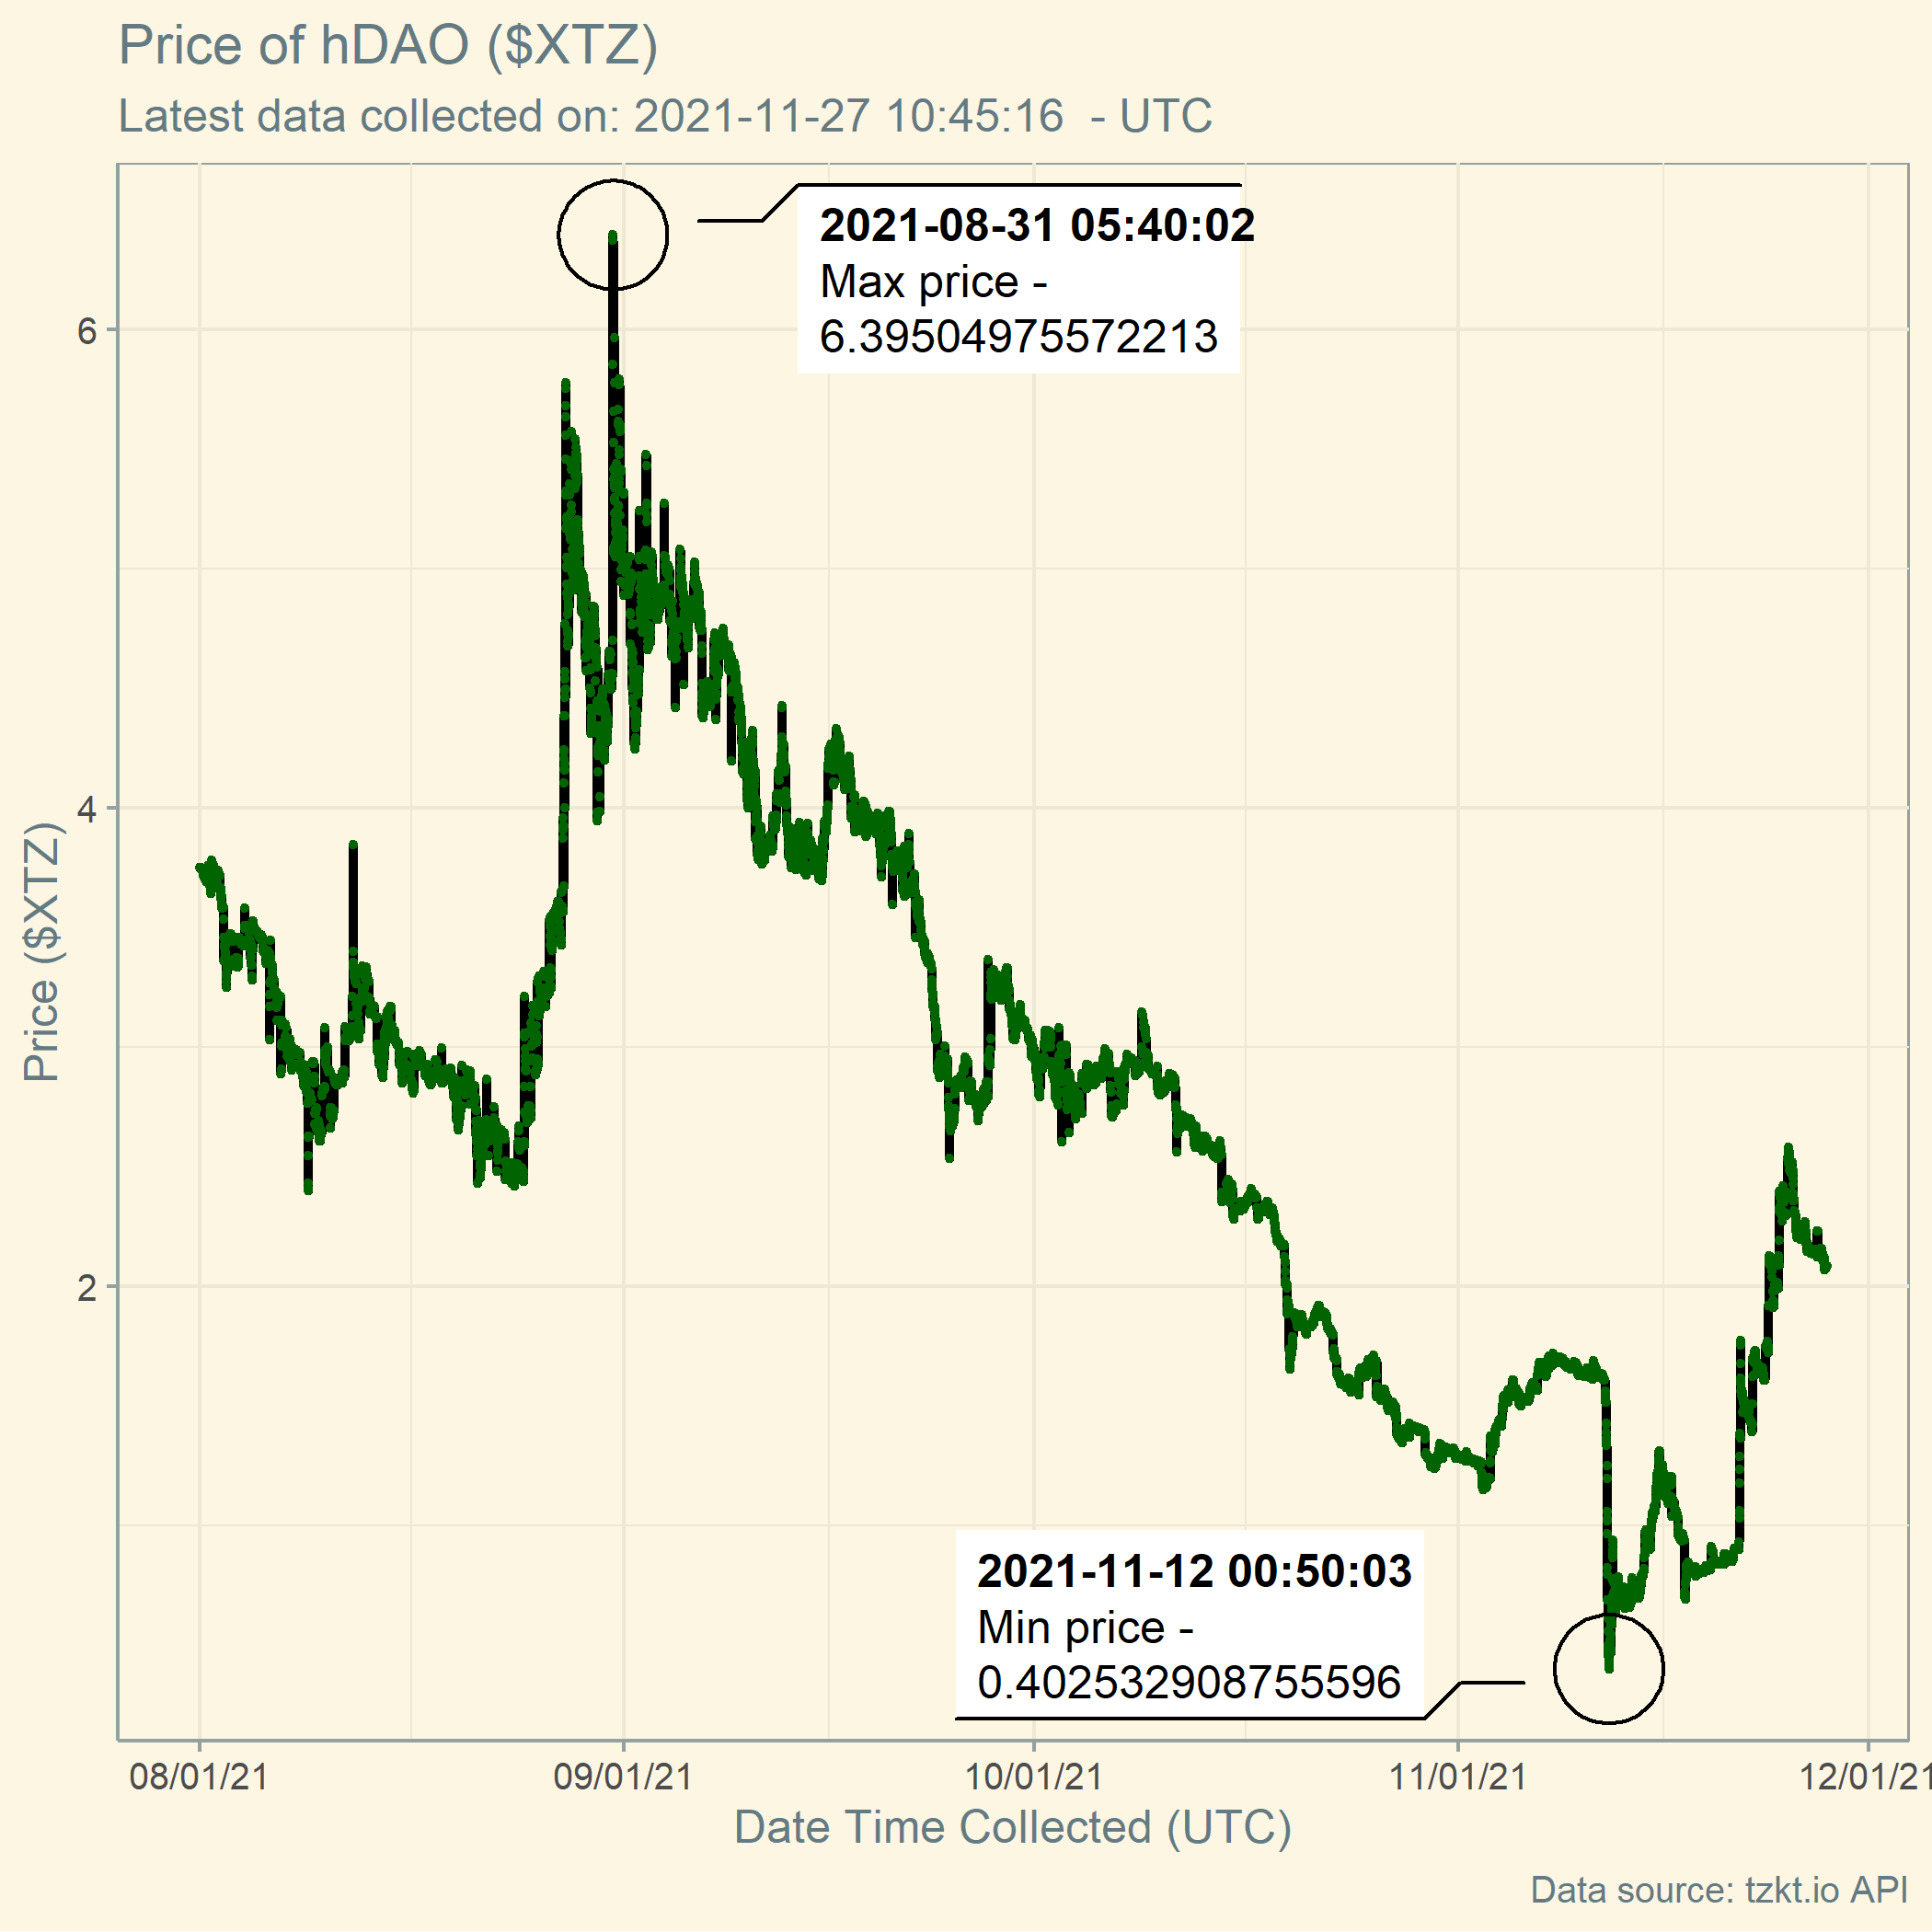 Price of hDAO ($XTZ)
Latest data collected on: 2021-11-27 10:45:16  - UTC
2021-08-31 05:40:02
Max price -
6.39504975572213
6
4
2
Price ($XTZ)
2021-11-12 00:50:03
Min price -
0.402532908755596
08/01/21 09/01/21 10/01/21 11/01/21 12/01/21
Date Time Collected (UTC)
Data source: tzkt.io API